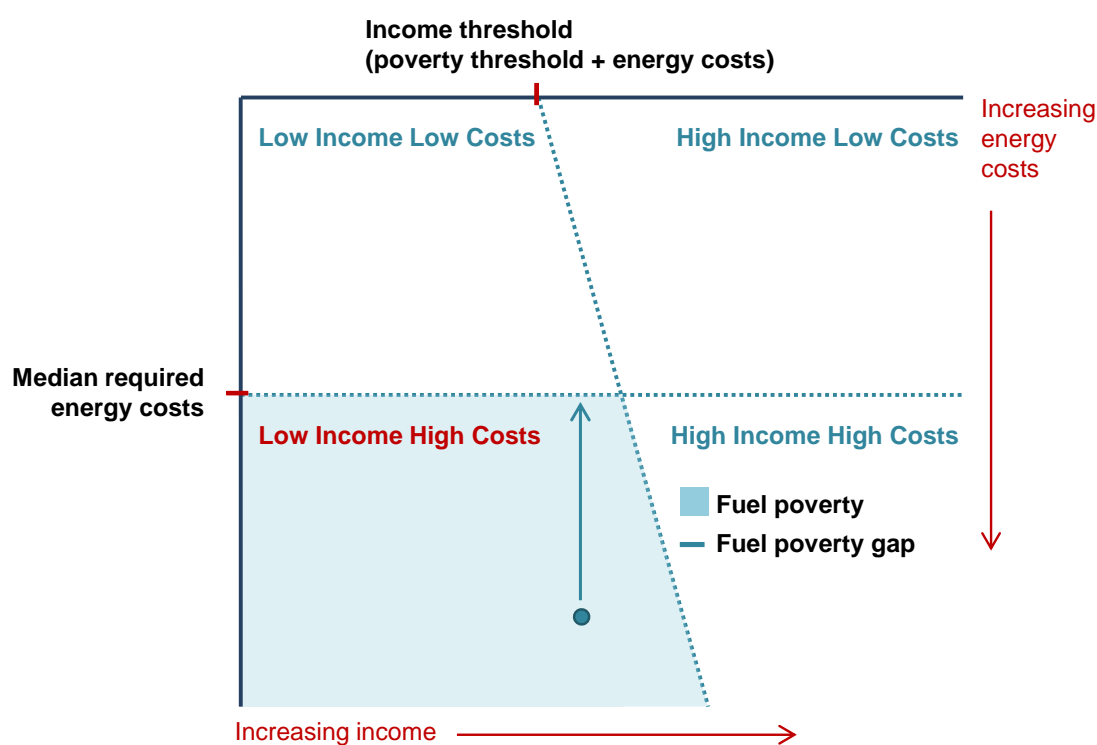 Income threshold
(poverty threshold + energy costs)
Increasing
energy
costs
Low Income Low Costs
High Income Low Costs
Median required
energy costs
Low Income High Costs
High Income High Costs
Fuel poverty
Fuel poverty gap
Increasing income